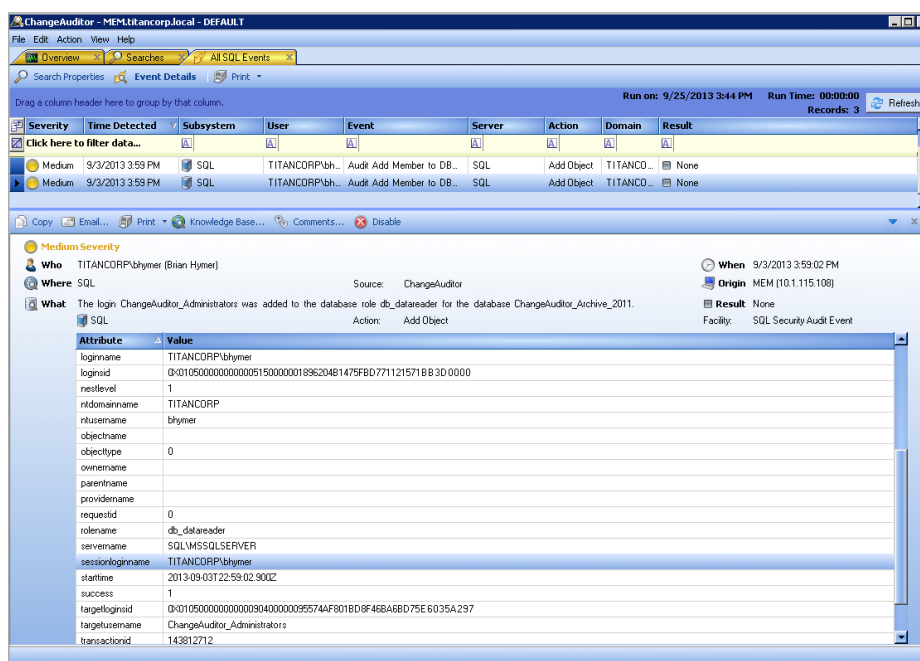 ChangeAuditor - MEM.titancorp.local - DEFAULT
File Edit Action View Help
Overview Searches All SQL Events
Search Properties Event Details Print
Drag a column header here to group by that column. Run on: 9/25/2013 3:44 PM Run Time: 00:00:00
Records: 3 Refresh
Severity Time Detected Subsystem User Event Server Action Domain Result
Click here to filter data...
Medium 9/3/2013 3:59 PM SQL TITANCORP\bh... Audit Add Member to DB... SQL Add Object TITANCO... None
Medium 9/3/2013 3:59 PM SQL TITANCORP\bh... Audit Add Member to DB... SQL Add Object TITANCO... None
Copy Email... Print Knowledge Base... Comments... Disable
Medium Severity
Who TITANCORP\bhymer (Brian Hymer) When 9/3/2013 3:59:02 PM
Where SQL Source: ChangeAuditor Origin MEM (10.1.115.108)
What The login ChangeAuditor_Administrators was added to the database role db_datareader for the database ChangeAuditor_Archive_2011. Result None
SQL Action: Add Object Facility: SQL Security Audit Event
Attribute Value
loginname TITANCORP\bhymer
loginsid
nestlevel 1
ntdomainname TITANCORP
ntusername bhymer
objectname
objecttype 0
ownername
parentname
providername
requestid 0
rolename db_datareader
servername SQL\MSSQLSERVER
sessionloginname TITANCORP\bhymer
starttime 2013-09-03T22:59:02.900Z
success 1
targetloginsid
targetusername ChangeAuditor_Administrators
transactionid 143812712